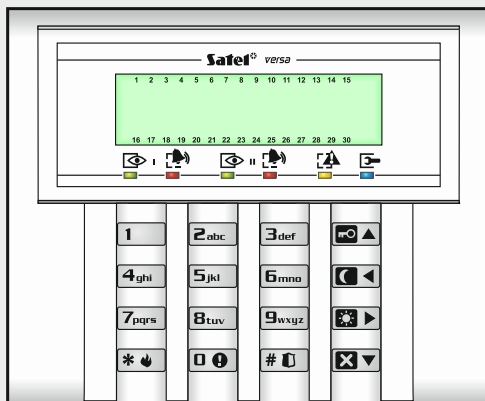 Satel versa
1 2 3 4 5 6 7 8 9 10 11 12 13 14 15
16 17 18 19 20 21 22 23 24 25 26 27 28 29 30
I II
1 2abc 3def
4ghi 5jkl 6mno
7pqrs 8tuv 9wxyz
* 0 #